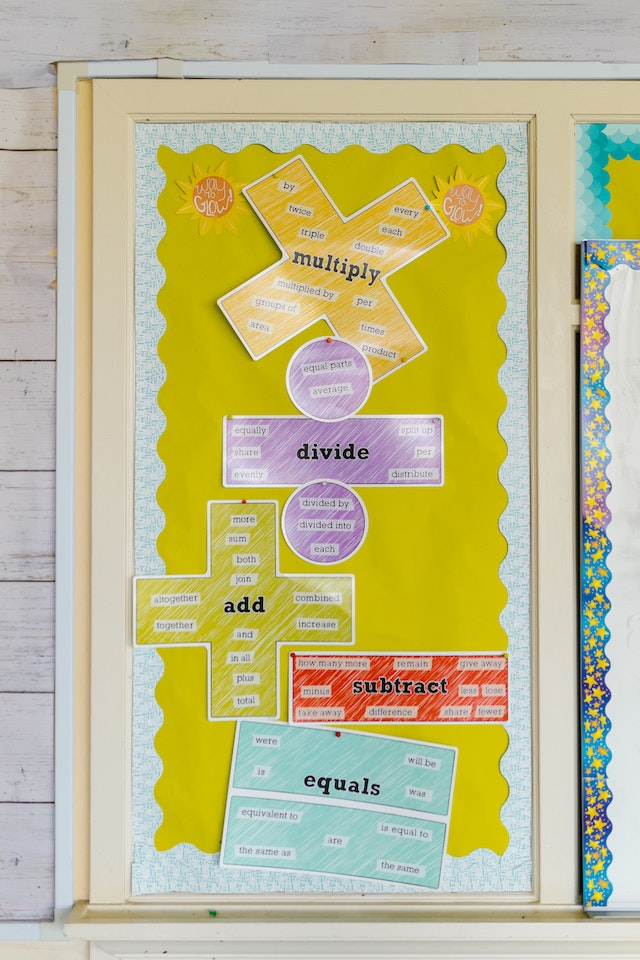 WAY to GLOW!
WAY to GLOW!
by
twice
triple
every
each
double
multiply
multiplied by
groups of
area
per
times
product
equal parts
average
equally split up
share divide per
evenly distribute
divided by
divided into
each
more
sum
both
join
altogether combined
add
together increase
and
in all
plus
total
how many more remain give away
minus subtract less lose
take away difference share fewer
were
will be
is
equals
was
equivalent to
is equal to
are
the same as
the same